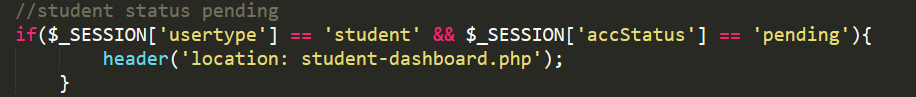 //student status pending
if($_SESSION['usertype'] == 'student' && $_SESSION['accStatus'] == 'pending'){
header('location: student-dashboard.php');
}